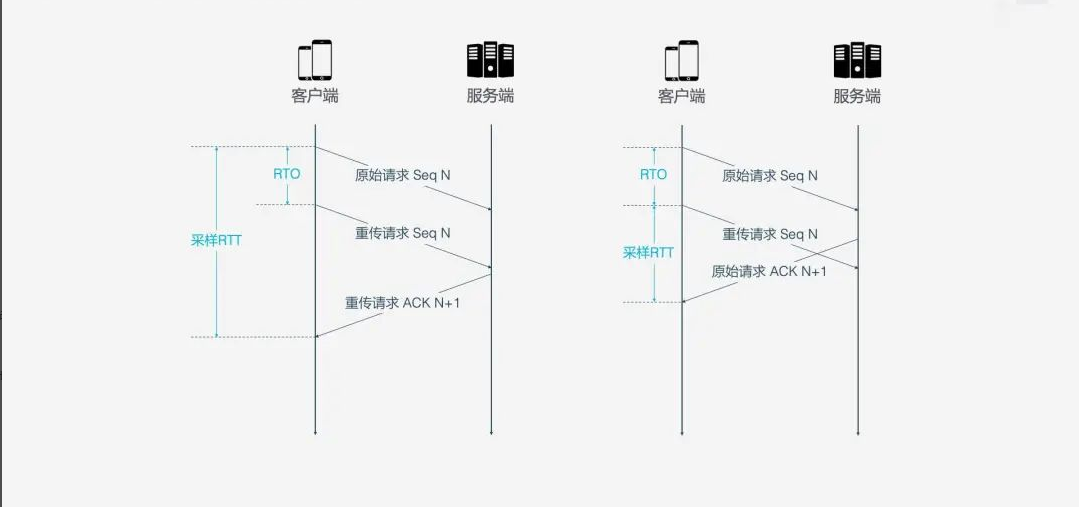 客户端
服务端
RTO
原始请求 Seq N
重传请求 Seq N
采样RTT
重传请求 ACK N+1
客户端
服务端
RTO
原始请求 Seq N
重传请求 Seq N
采样RTT
原始请求 ACK N+1